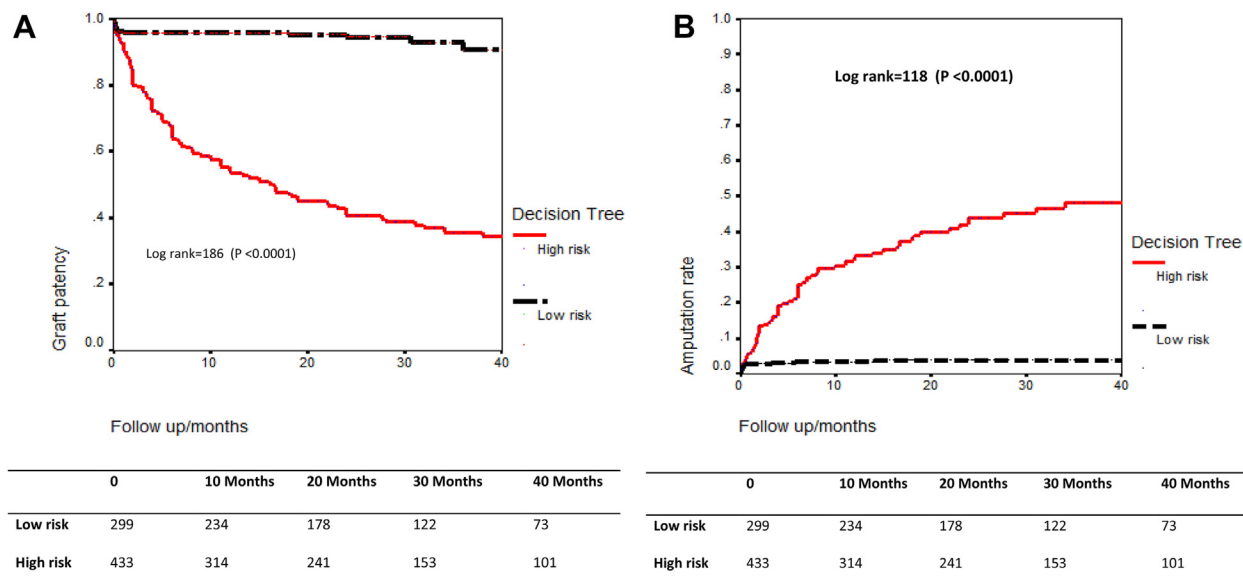 A
1.0
.8
.6
.4
.2
0.0
Graft patency
Log rank=186 (P <0.0001)
0
10
20
30
40
Follow up/months
Decision Tree
High risk
Low risk
0 10 Months 20 Months 30 Months 40 Months
Low risk 299 234 178 122 73
High risk 433 314 241 153 101
B
1.0
.9
.8
.7
.6
.5
.4
.3
.2
.1
0.0
Amputation rate
Log rank=118 (P <0.0001)
0
10
20
30
40
Follow up/months
Decision Tree
High risk
Low risk
0 10 Months 20 Months 30 Months 40 Months
Low risk 299 234 178 122 73
High risk 433 314 241 153 101